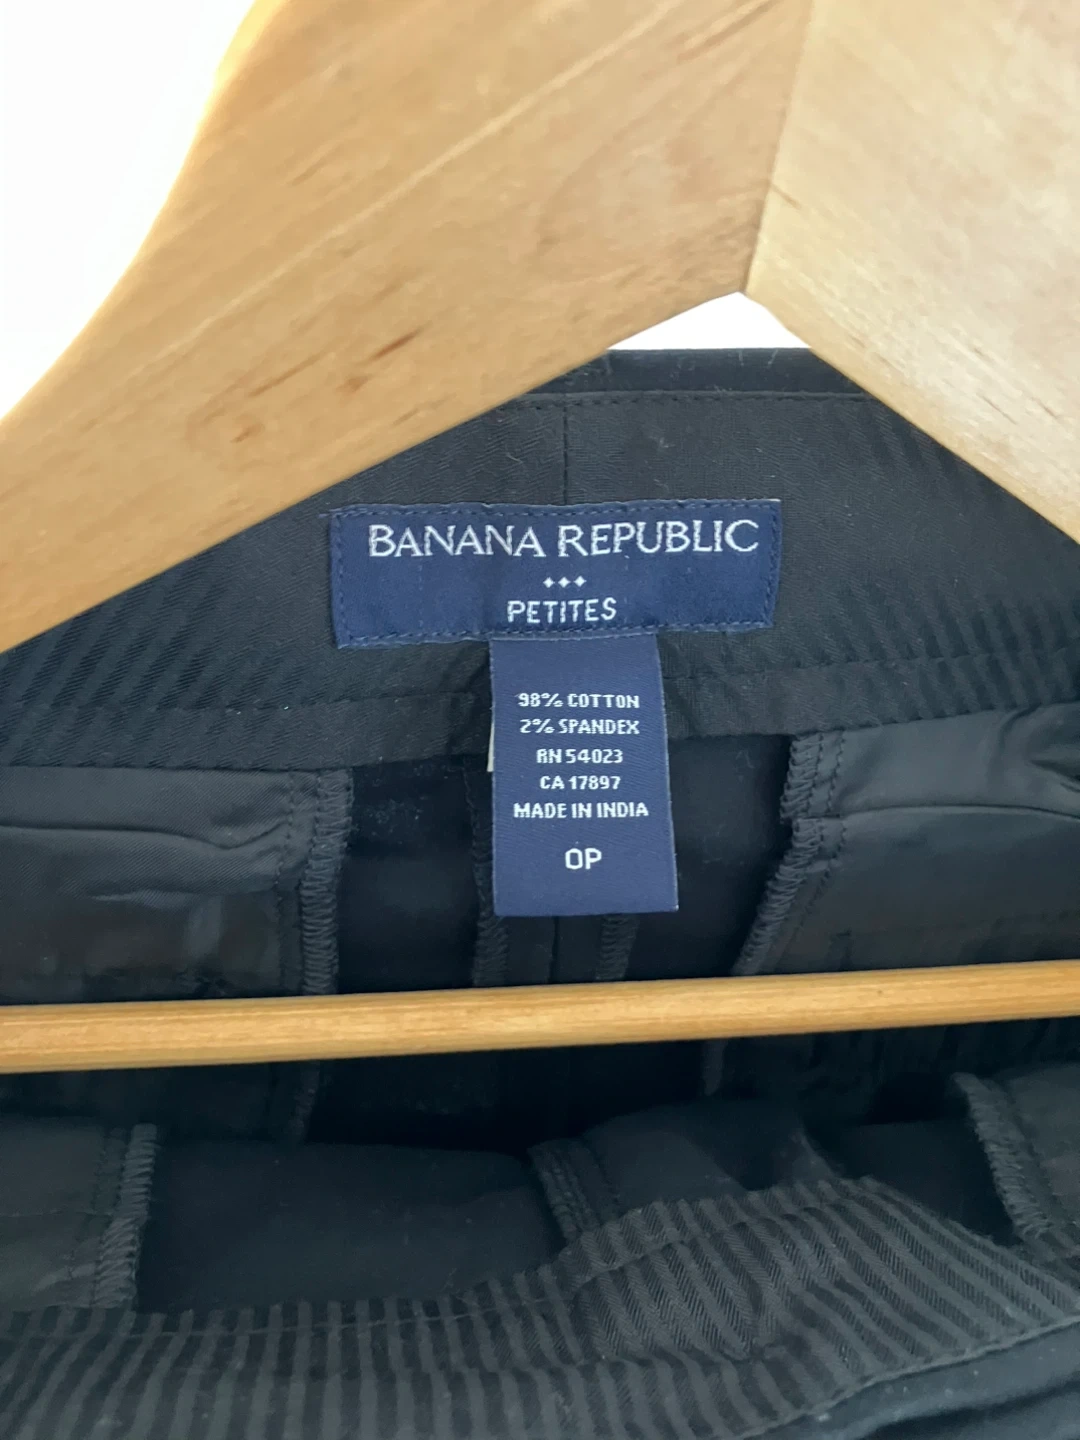 BANANA REPUBLIC
PETITES
98% COTTON
2% SPANDEX
RN 54023
CA 17897
MADE IN INDIA
0P